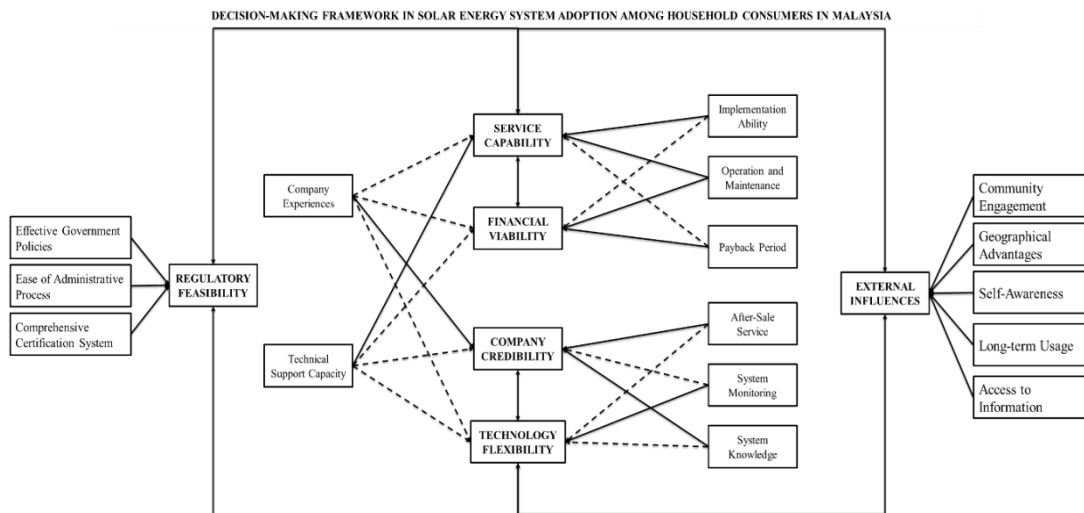 DECISION-MAKING FRAMEWORK IN SOLAR ENERGY SYSTEM ADOPTION AMONG HOUSEHOLD CONSUMERS IN MALAYSIA
Effective Government
Policies
Ease of Administrative
Process
Comprehensive
Certification System
REGULATORY
FEASIBILITY
Company
Experiences
Technical
Support Capacity
SERVICE
CAPABILITY
FINANCIAL
VIABILITY
COMPANY
CREDIBILITY
TECHNOLOGY
FLEXIBILITY
Implementation
Ability
Operation and
Maintenance
Payback Period
After-Sale
Service
System
Monitoring
System
Knowledge
EXTERNAL
INFLUENCES
Community
Engagement
Geographical
Advantages
Self-Awareness
Long-term Usage
Access to
Information